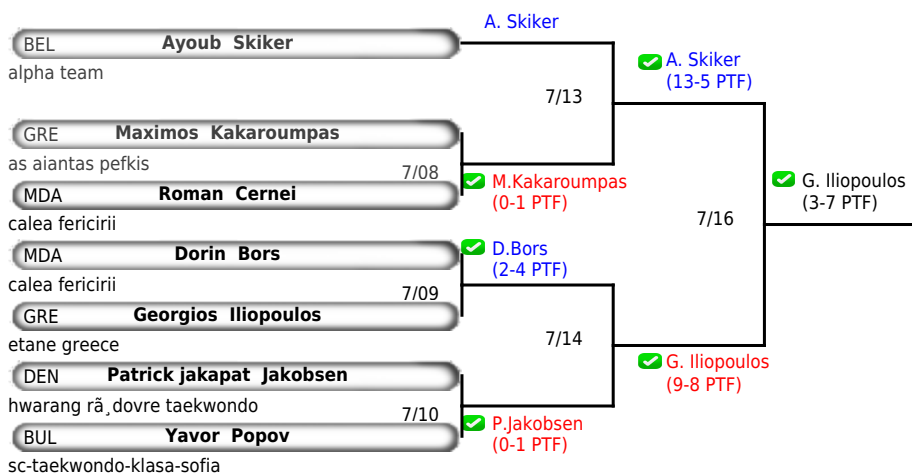 A. Skiker
BEL Ayoub Skiker
alpha team
A. Skiker
(13-5 PTF)
7/13
GRE Maximos Kakaroumpas
as aiantas pefkis
7/08
M.Kakaroumpas
(0-1 PTF)
G. Iliopoulos
(3-7 PTF)
MDA Roman Cernei
calea fericirii
7/16
MDA Dorin Bors
calea fericirii
D.Bors
(2-4 PTF)
7/09
GRE Georgios Iliopoulos
etane greece
7/14
G. Iliopoulos
(9-8 PTF)
DEN Patrick jakapat Jakobsen
hwarang rã¸dovre taekwondo
7/10
P.Jakobsen
(0-1 PTF)
BUL Yavor Popov
sc-taekwondo-klasa-sofia